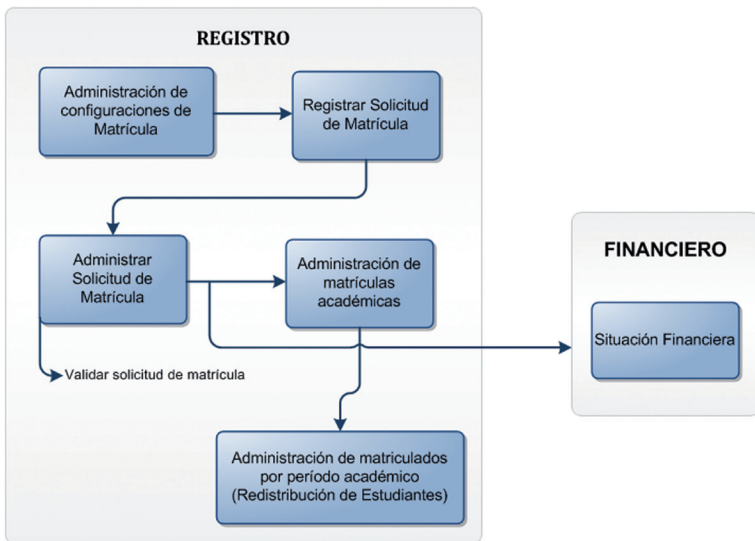 REGISTRO
Administración de
configuraciones de
Matrícula
Registrar Solicitud
de Matrícula
Administrar
Solicitud de
Matrícula
Administración de
matrículas
académicas
Validar solicitud de matrícula
Administración de matriculados
por período académico
(Redistribución de Estudiantes)
FINANCIERO
Situación Financiera